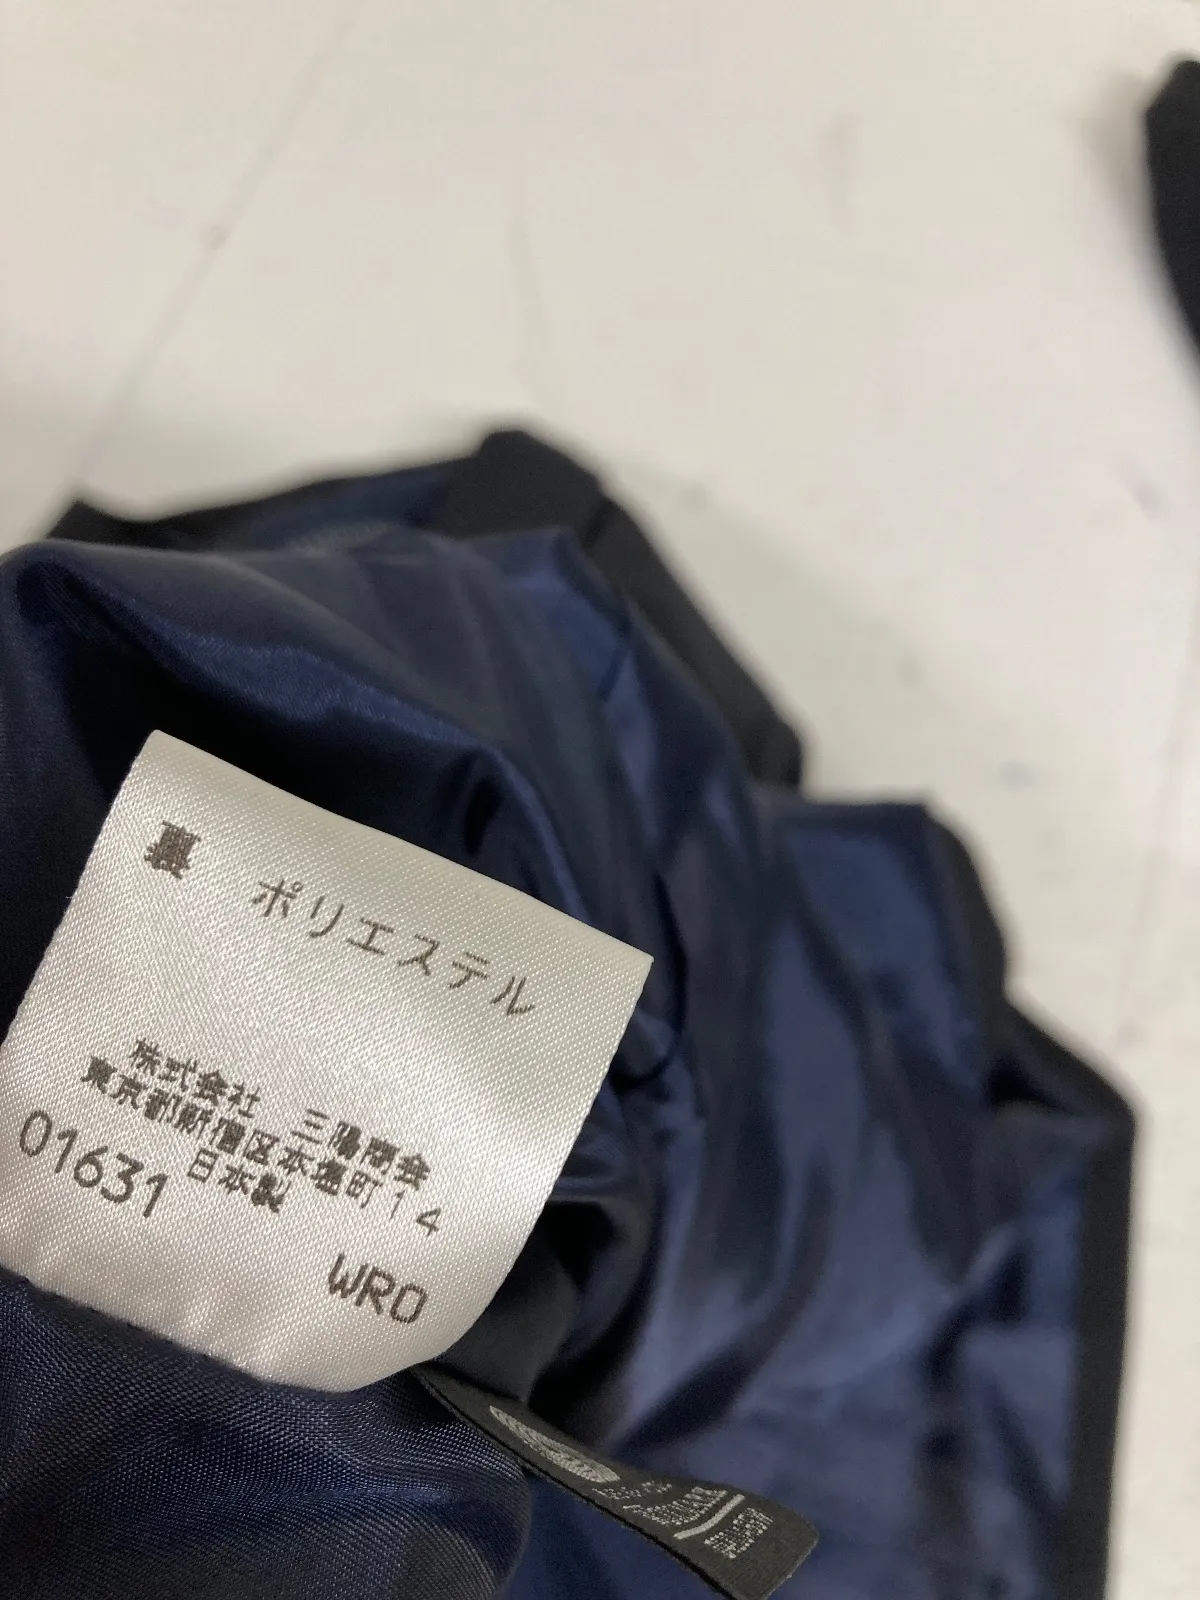 裏 ポリエステル
株式会社 三陽商会
東京都新宿区本塩町14
日本製
01631
WRO